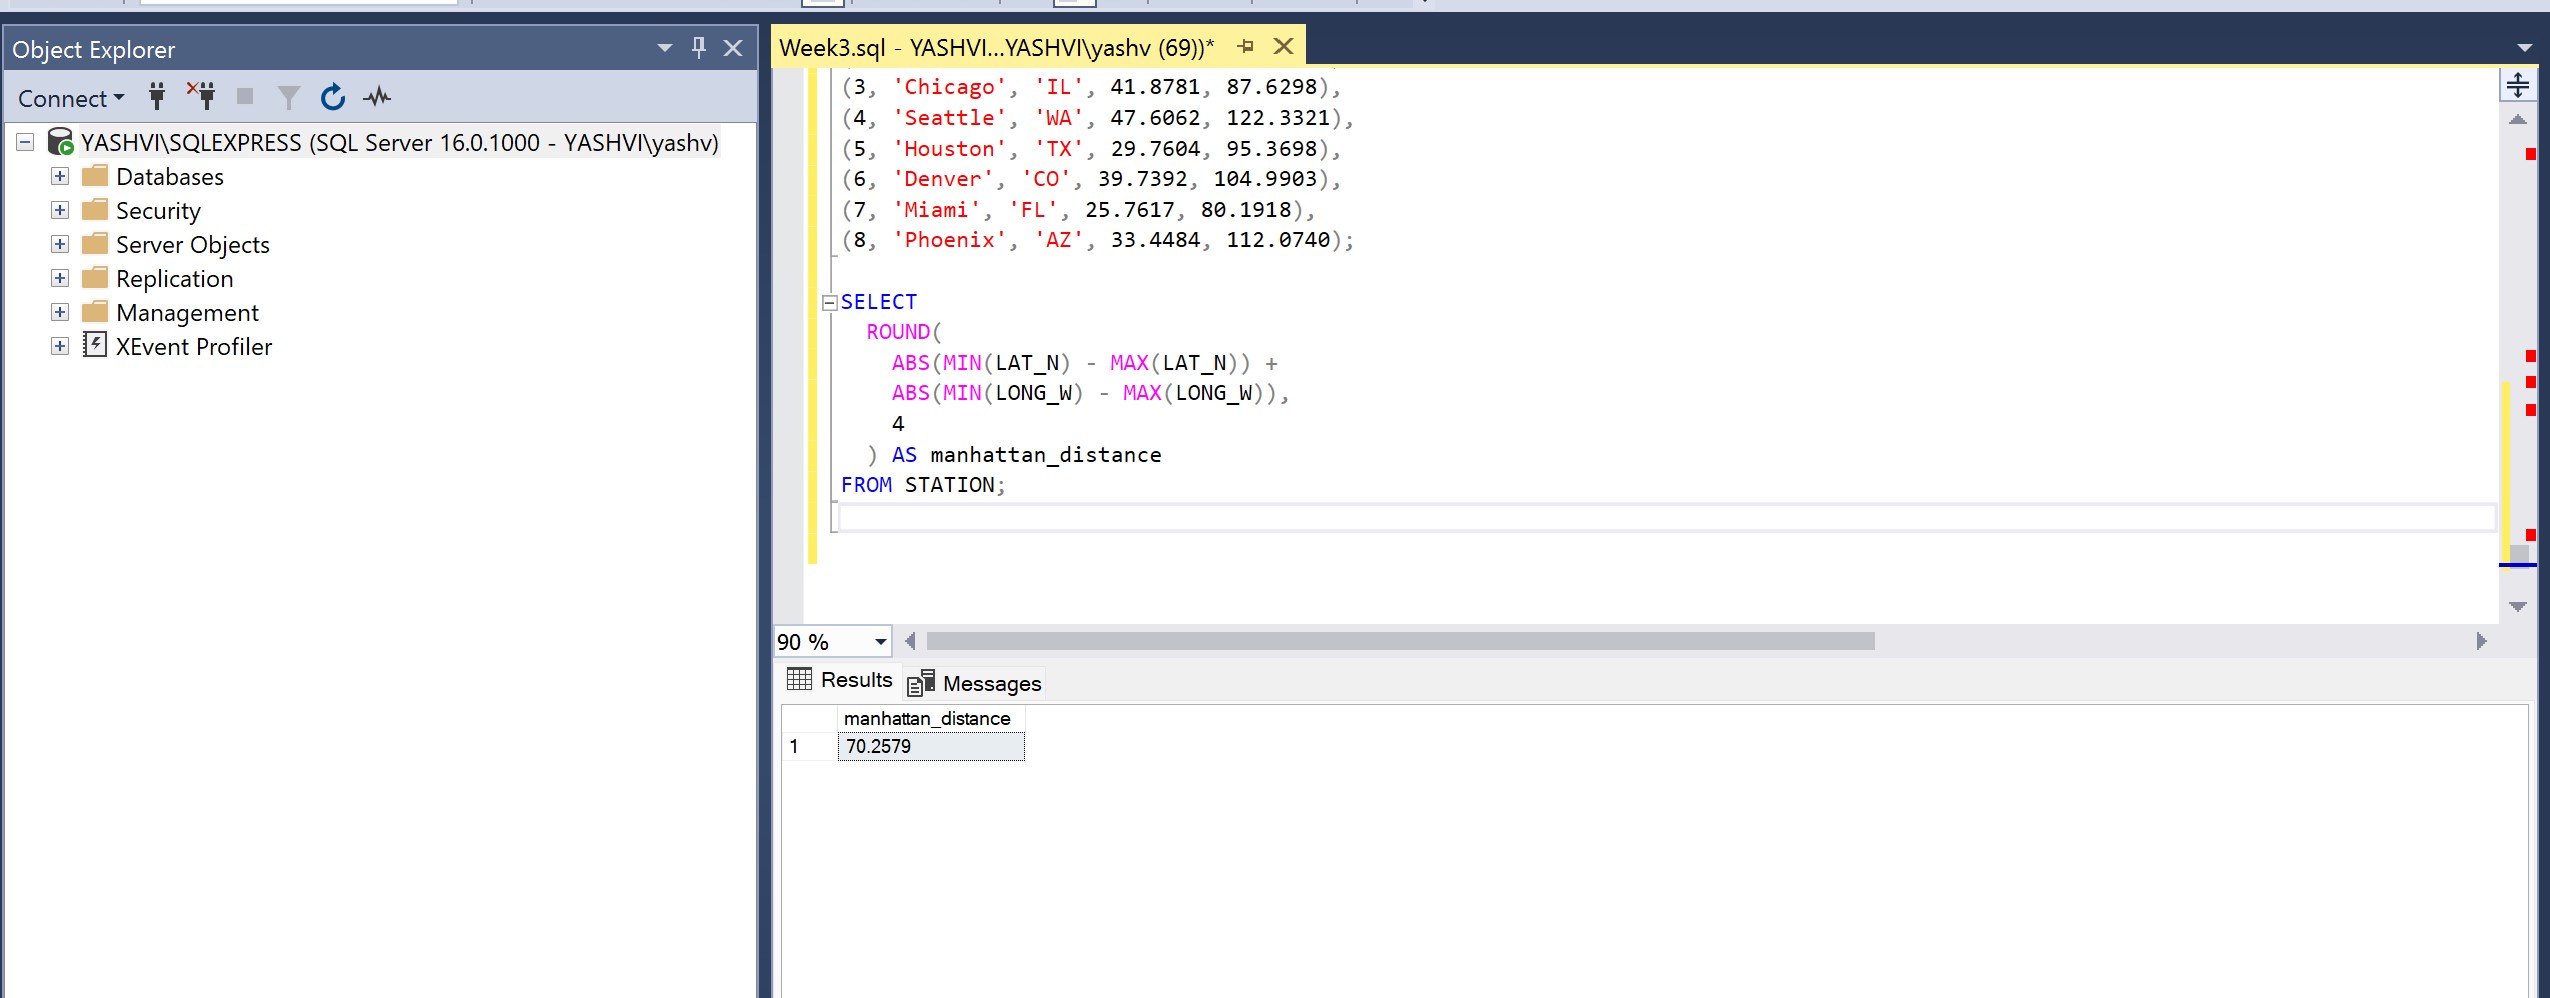 Object Explorer
Connect
YASHVI\SQLEXPRESS (SQL Server 16.0.1000 - YASHVI\yashv)
Databases
Security
Server Objects
Replication
Management
XEvent Profiler
Week3.sql - YASHVI...YASHVI\yashv (69))*
(3, 'Chicago', 'IL', 41.8781, 87.6298),
(4, 'Seattle', 'WA', 47.6062, 122.3321),
(5, 'Houston', 'TX', 29.7604, 95.3698),
(6, 'Denver', 'CO', 39.7392, 104.9903),
(7, 'Miami', 'FL', 25.7617, 80.1918),
(8, 'Phoenix', 'AZ', 33.4484, 112.0740);
SELECT
ROUND(
ABS(MIN(LAT_N) - MAX(LAT_N)) +
ABS(MIN(LONG_W) - MAX(LONG_W)),
4
) AS manhattan_distance
FROM STATION;
90 %
Results Messages
manhattan_distance
1 70.2579